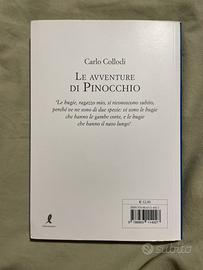 Carlo Collodi
LE AVVENTURE
DI PINOCCHIO
'Le bugie, ragazzo mio, si riconoscono subito,
perché ve ne sono di due specie: vi sono le bugie
che hanno le gambe corte, e le bugie
che hanno il naso lungo'
€ 12,00
subito